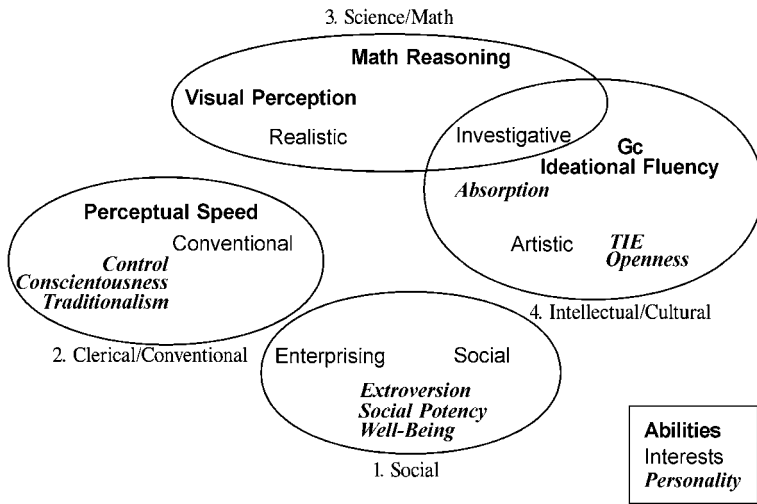 3. Science/Math
Math Reasoning
Visual Perception
Realistic
Investigative
Gc
Ideational Fluency
Absorption
Artistic
TIE
Openness
4. Intellectual/Cultural
Perceptual Speed
Conventional
Control
Conscientousness
Traditionalism
2. Clerical/Conventional
Enterprising
Social
Extroversion
Social Potency
Well-Being
1. Social
Abilities
Interests
Personality